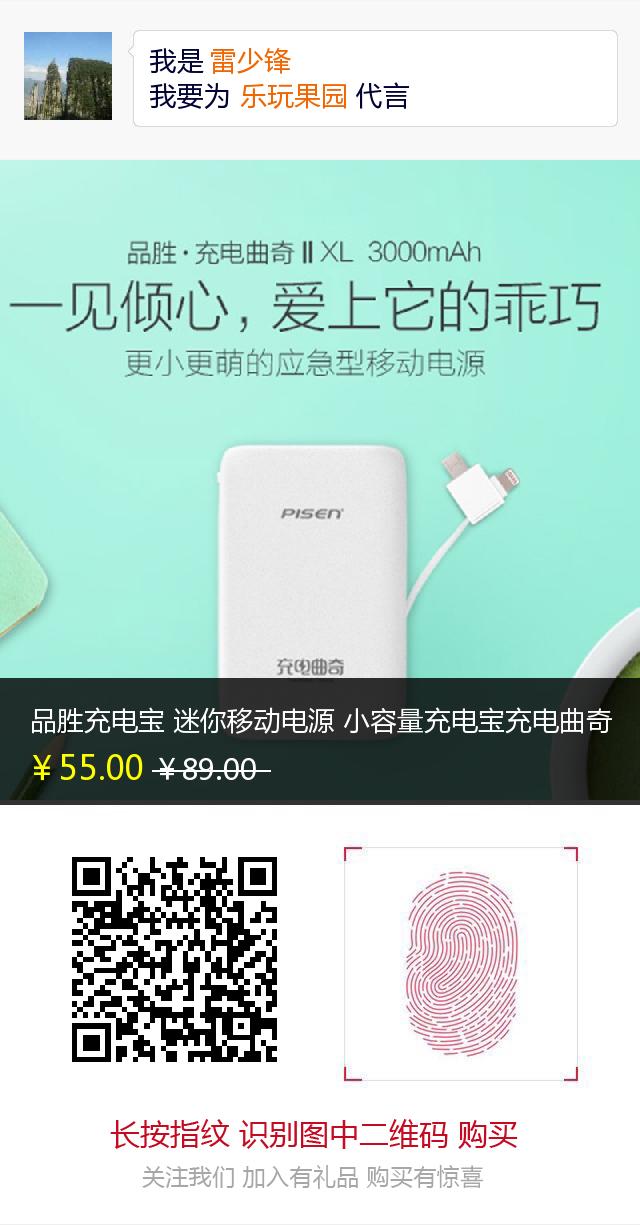 我是 雷少锋
我要为 乐玩果园 代言
品胜·充电曲奇 II XL 3000mAh
一见倾心，爱上它的乖巧
更小更萌的应急型移动电源
PISEN
充电曲奇
品胜充电宝 迷你移动电源 小容量充电宝充电曲奇
￥55.00 ￥89.00
长按指纹 识别图中二维码 购买
关注我们 加入有礼品 购买有惊喜